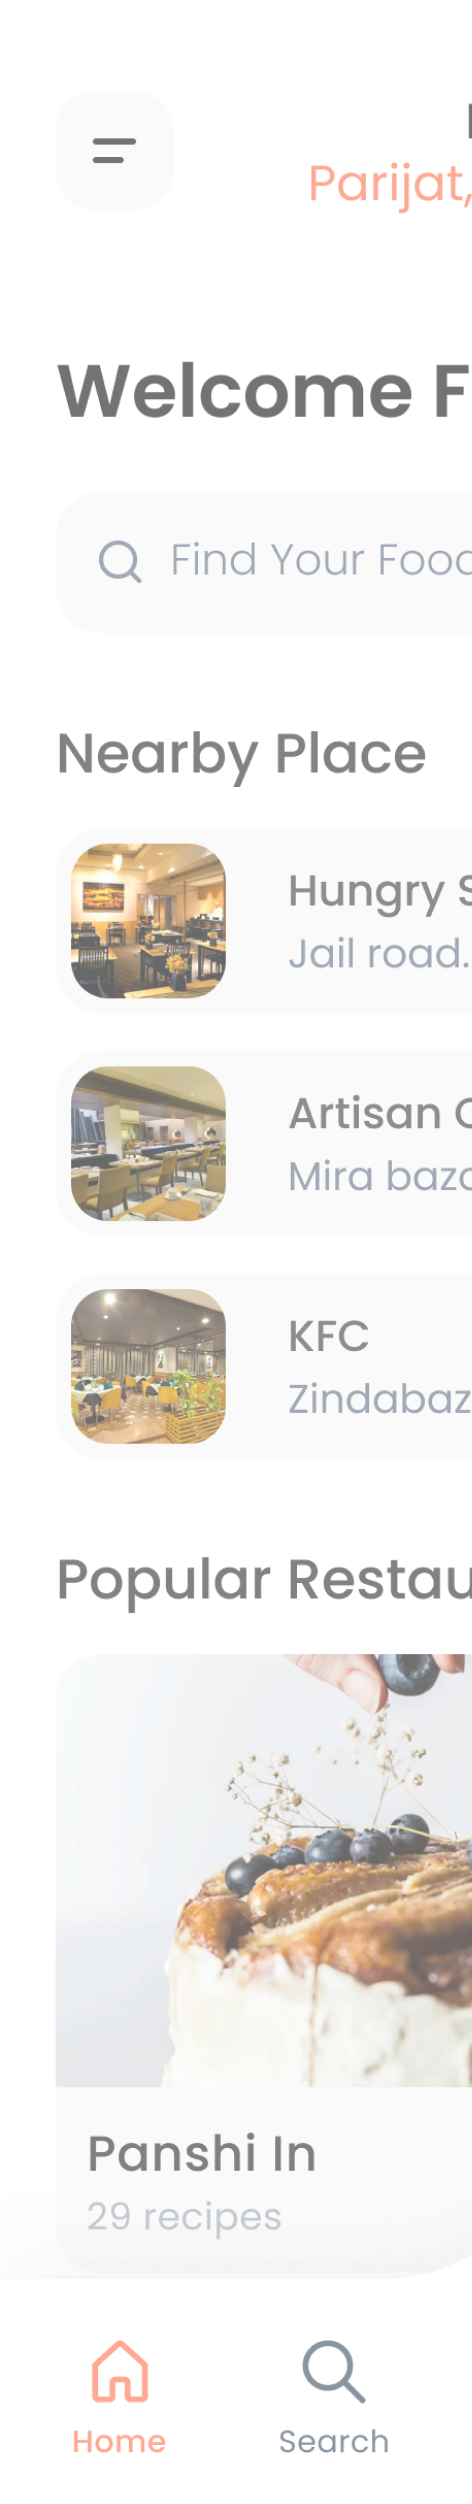 Parijat,
Welcome F
Find Your Food
Nearby Place
Hungry S
Jail road.
Artisan C
Mira baza
KFC
Zindabaz
Popular Restau
Panshi In
29 recipes
Home
Search